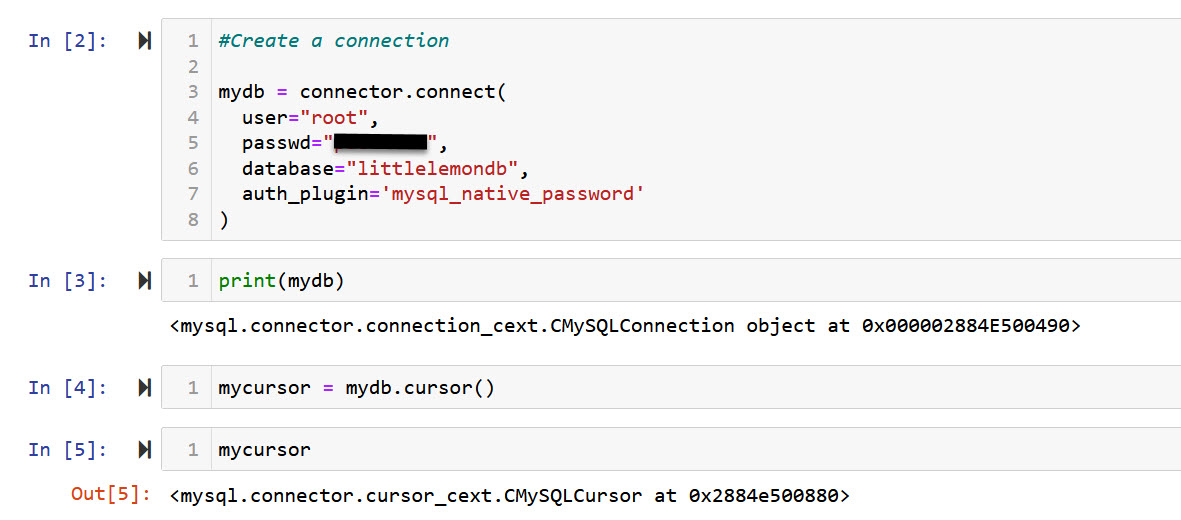 In [2]:
1 #Create a connection
2
3 mydb = connector.connect(
4   user="root",
5   passwd="",
6   database="littlelemondb",
7   auth_plugin='mysql_native_password'
8 )
In [3]:
1 print(mydb)
<mysql.connector.connection_cext.CMySQLConnection object at 0x000002884E500490>
In [4]:
1 mycursor = mydb.cursor()
In [5]:
1 mycursor
Out[5]: <mysql.connector.cursor_cext.CMySQLCursor at 0x2884e500880>